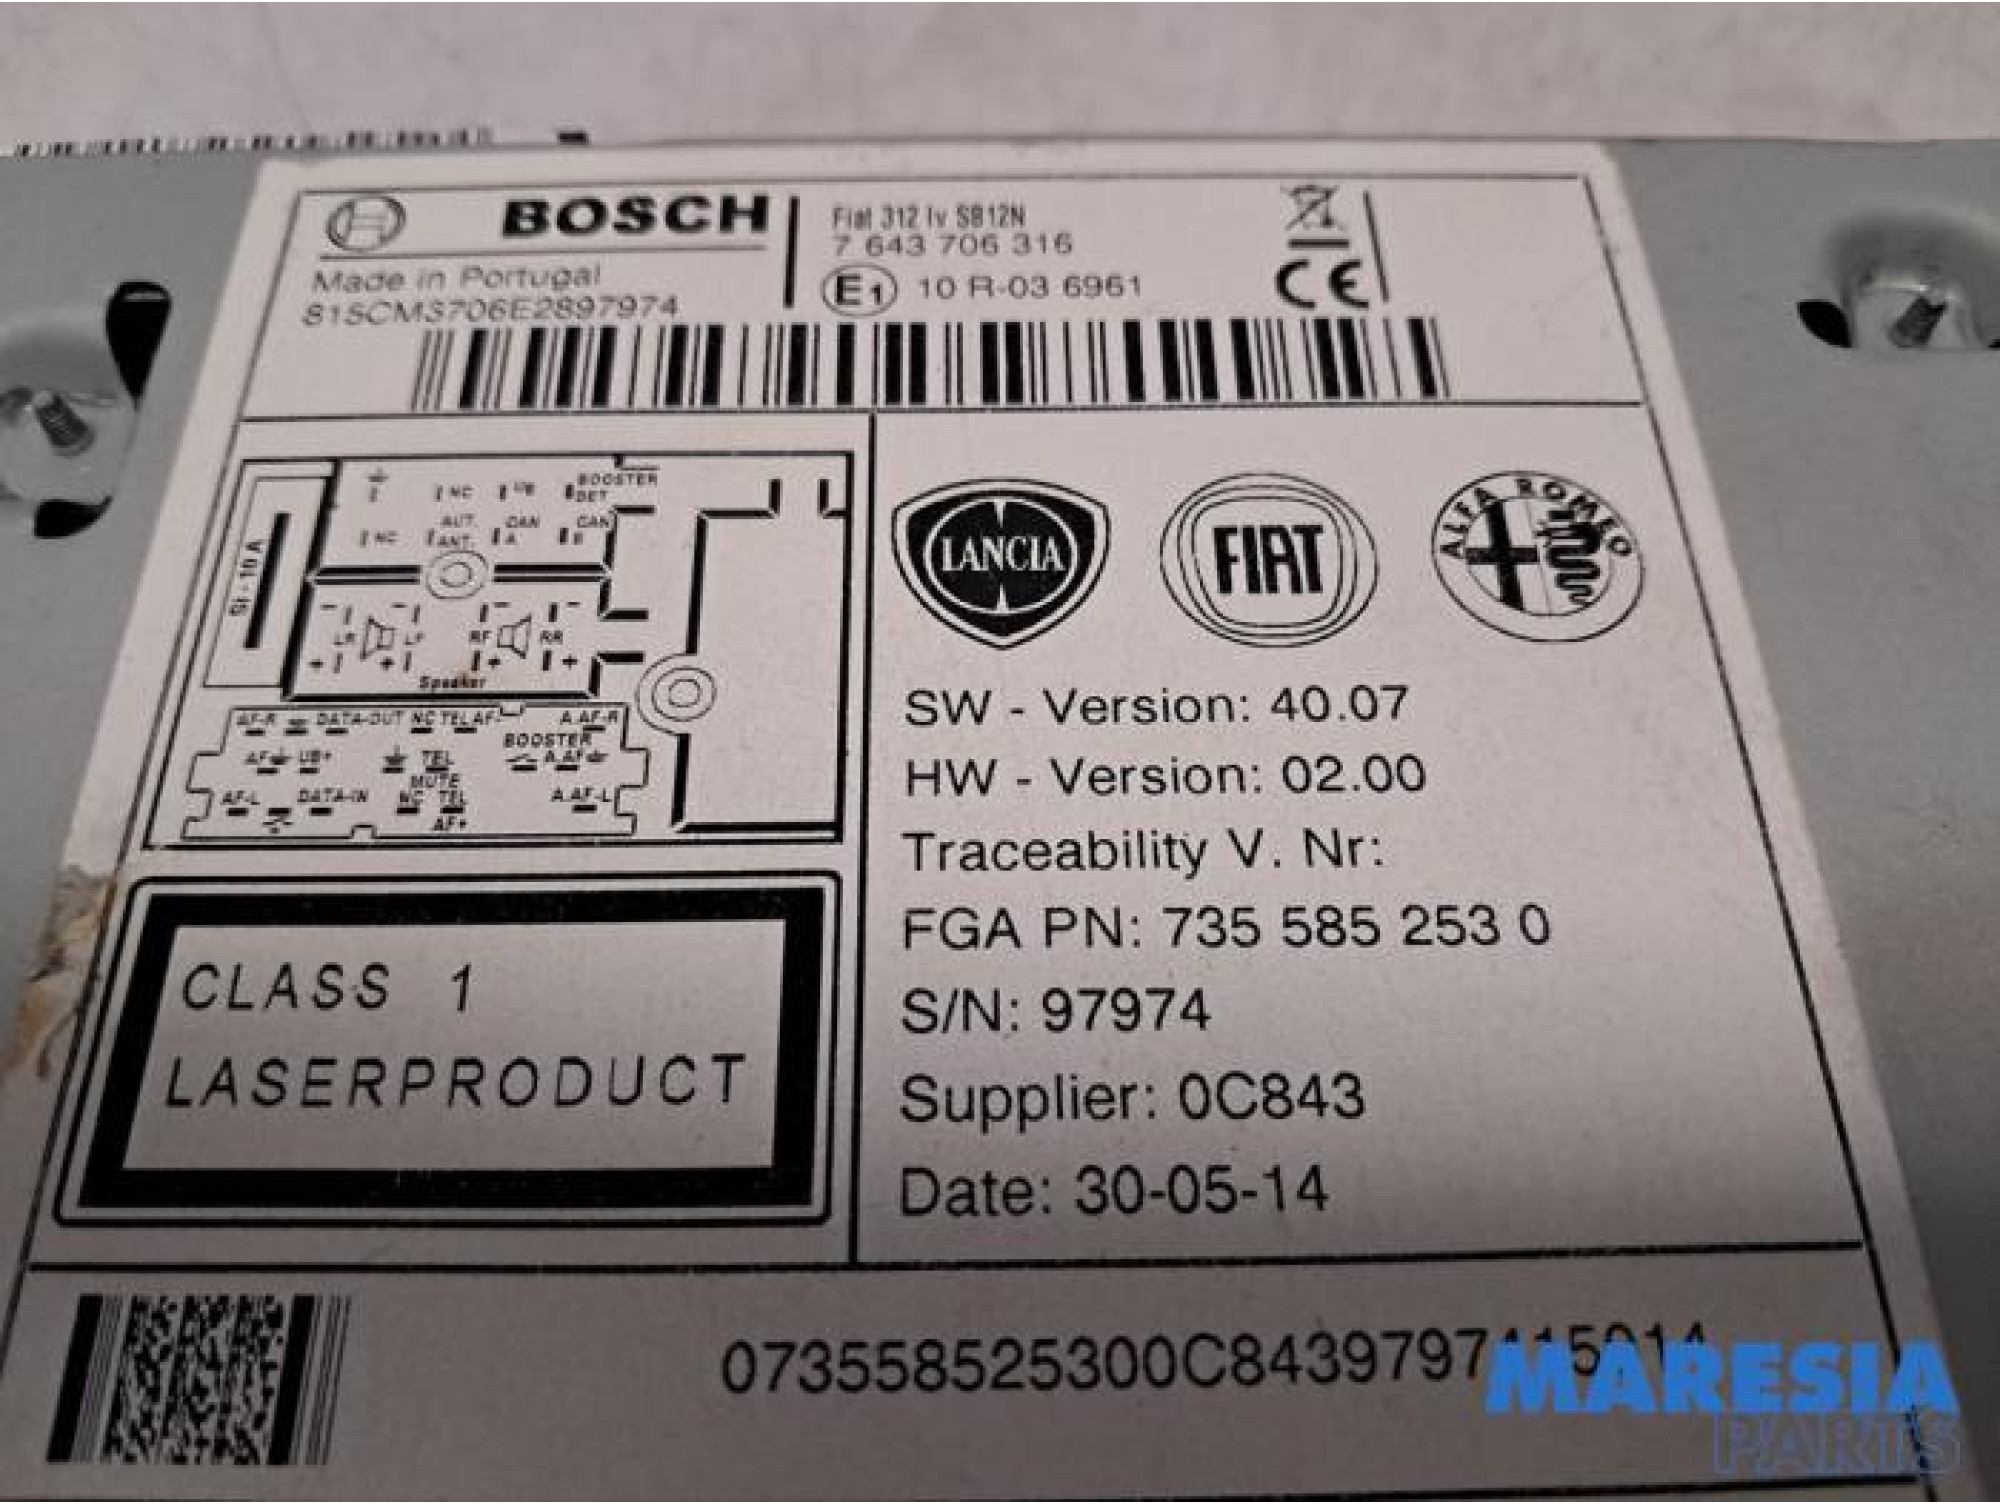 BOSCH
Fiat 312 lv SB12N
7 643 706 316
Made in Portugal
E1 10 R-03 6961
CE
815CMS706E2897974
BOOSTER
NC UB DET
AUT. CAN CAN
NC ANT. A B
Si - 10A
- - - -
LR LF RF RR
+ + + +
Speaker
AF-R DATA-OUT NC TEL AF- A.AF-R
BOOSTER
AF UB+ TEL A.AF
MUTE
AF-L DATA-IN NC TEL A.AF-L
AF+
LANCIA
FIAT
ALFA ROMEO
SW - Version: 40.07
HW - Version: 02.00
Traceability V. Nr:
FGA PN: 735 585 253 0
S/N: 97974
Supplier: 0C843
Date: 30-05-14
CLASS 1
LASERPRODUCT
073558525300C8439797415014
MARESIA
PARTS